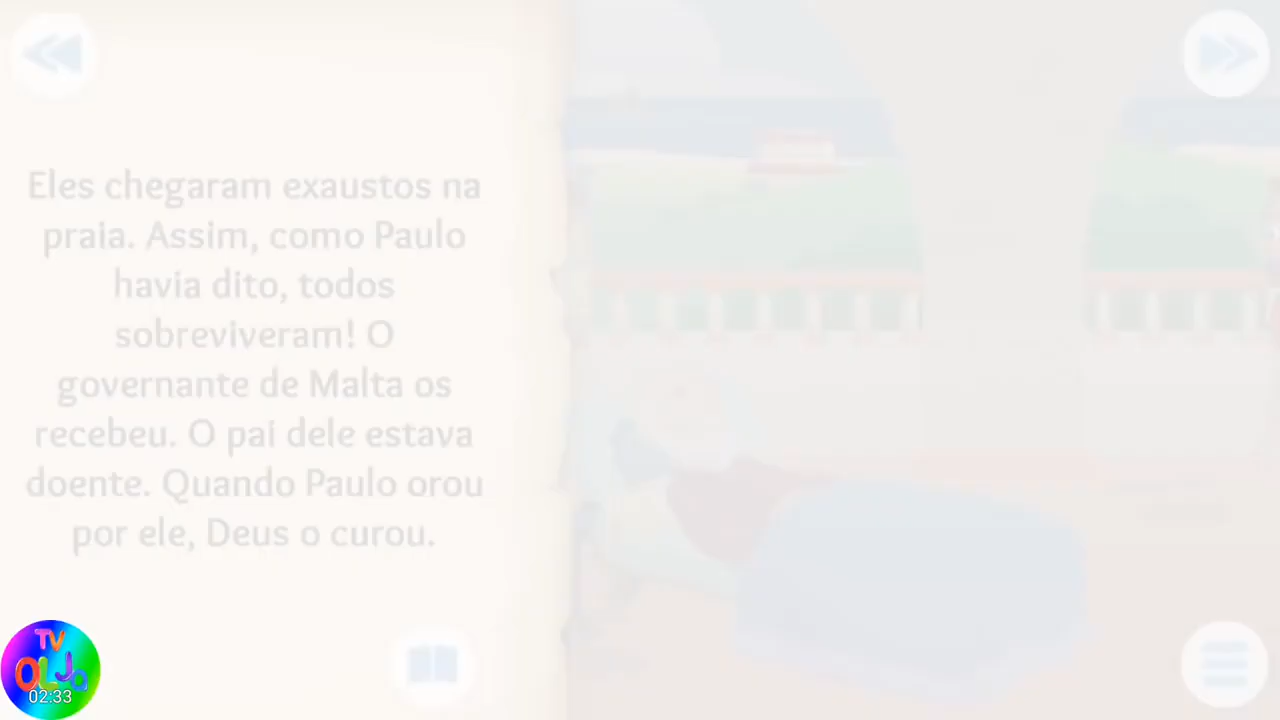 Eles chegaram exaustos na
praia. Assim, como Paulo
havia dito, todos
sobreviveram! O
governante de Malta os
recebeu. O pai dele estava
doente. Quando Paulo orou
por ele, Deus o curou.
TV
OLJa
02:33